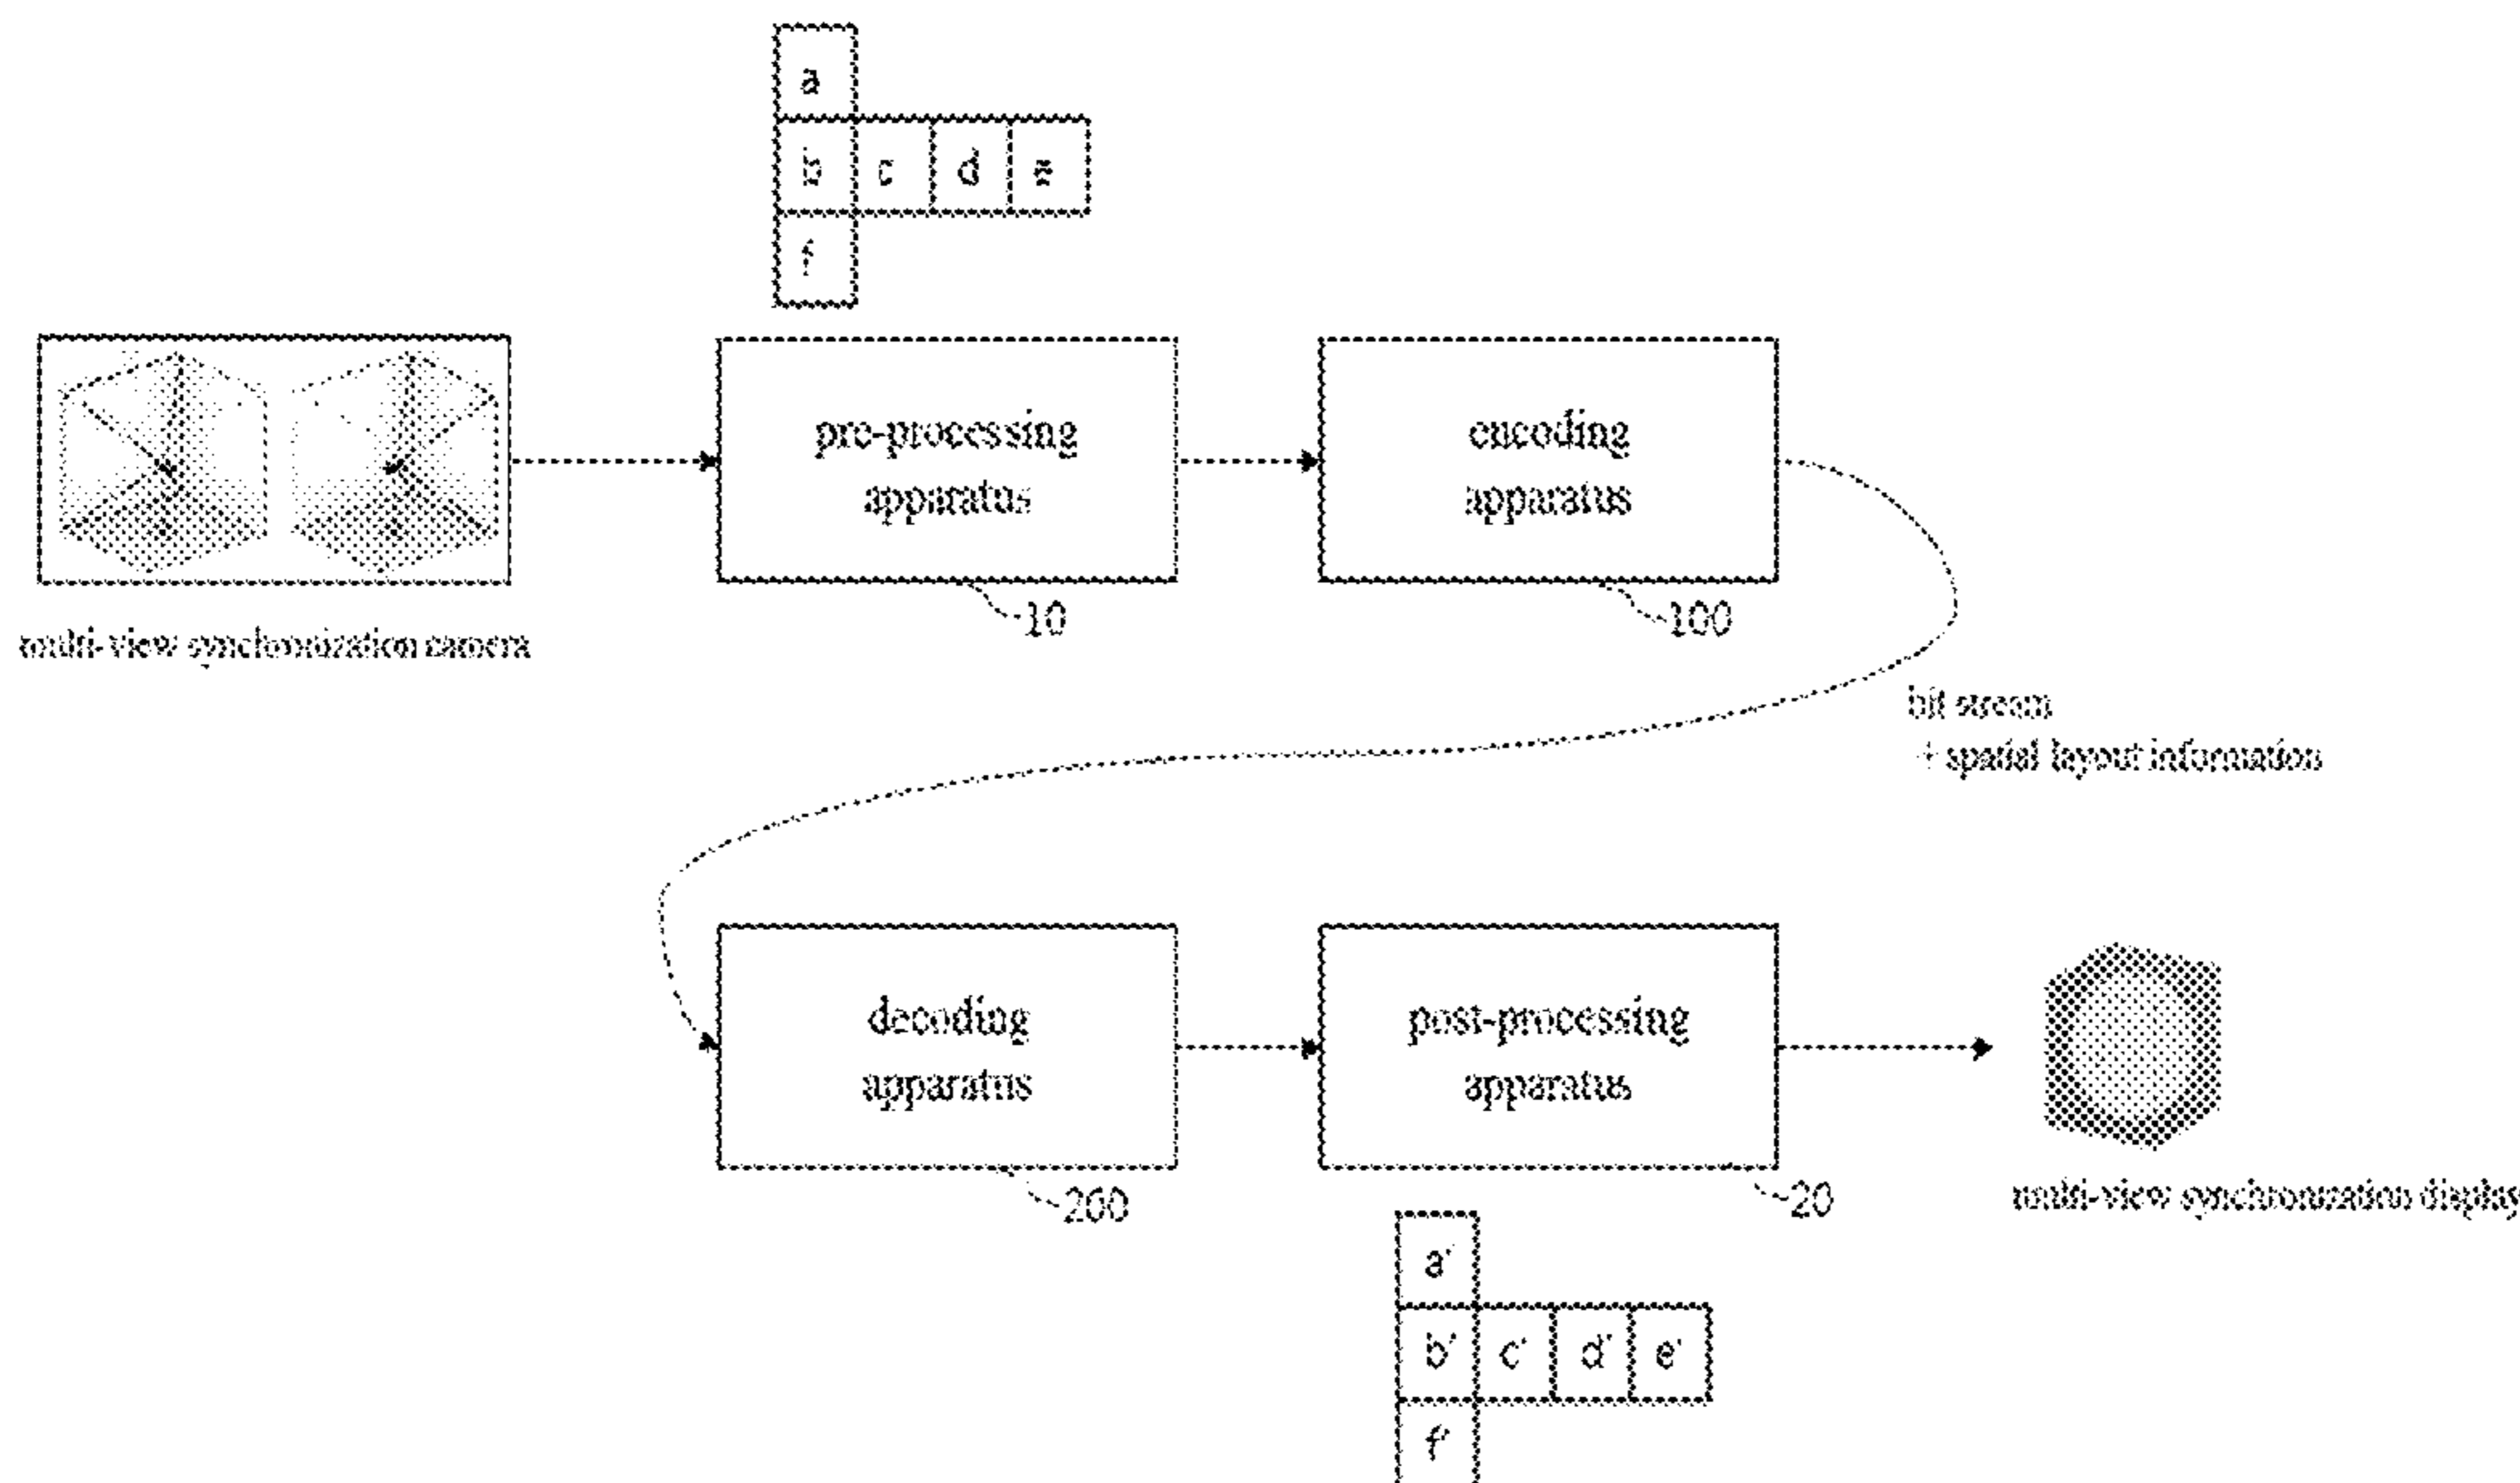 a
b c d e
f
pre-processing
apparatus
encoding
apparatus
10
100
multi-view synchronization camera
bit stream
+ spatial layout information
decoding
apparatus
post-processing
apparatus
200
20
multi-view synchronization display
a'
b' c' d' e'
f'